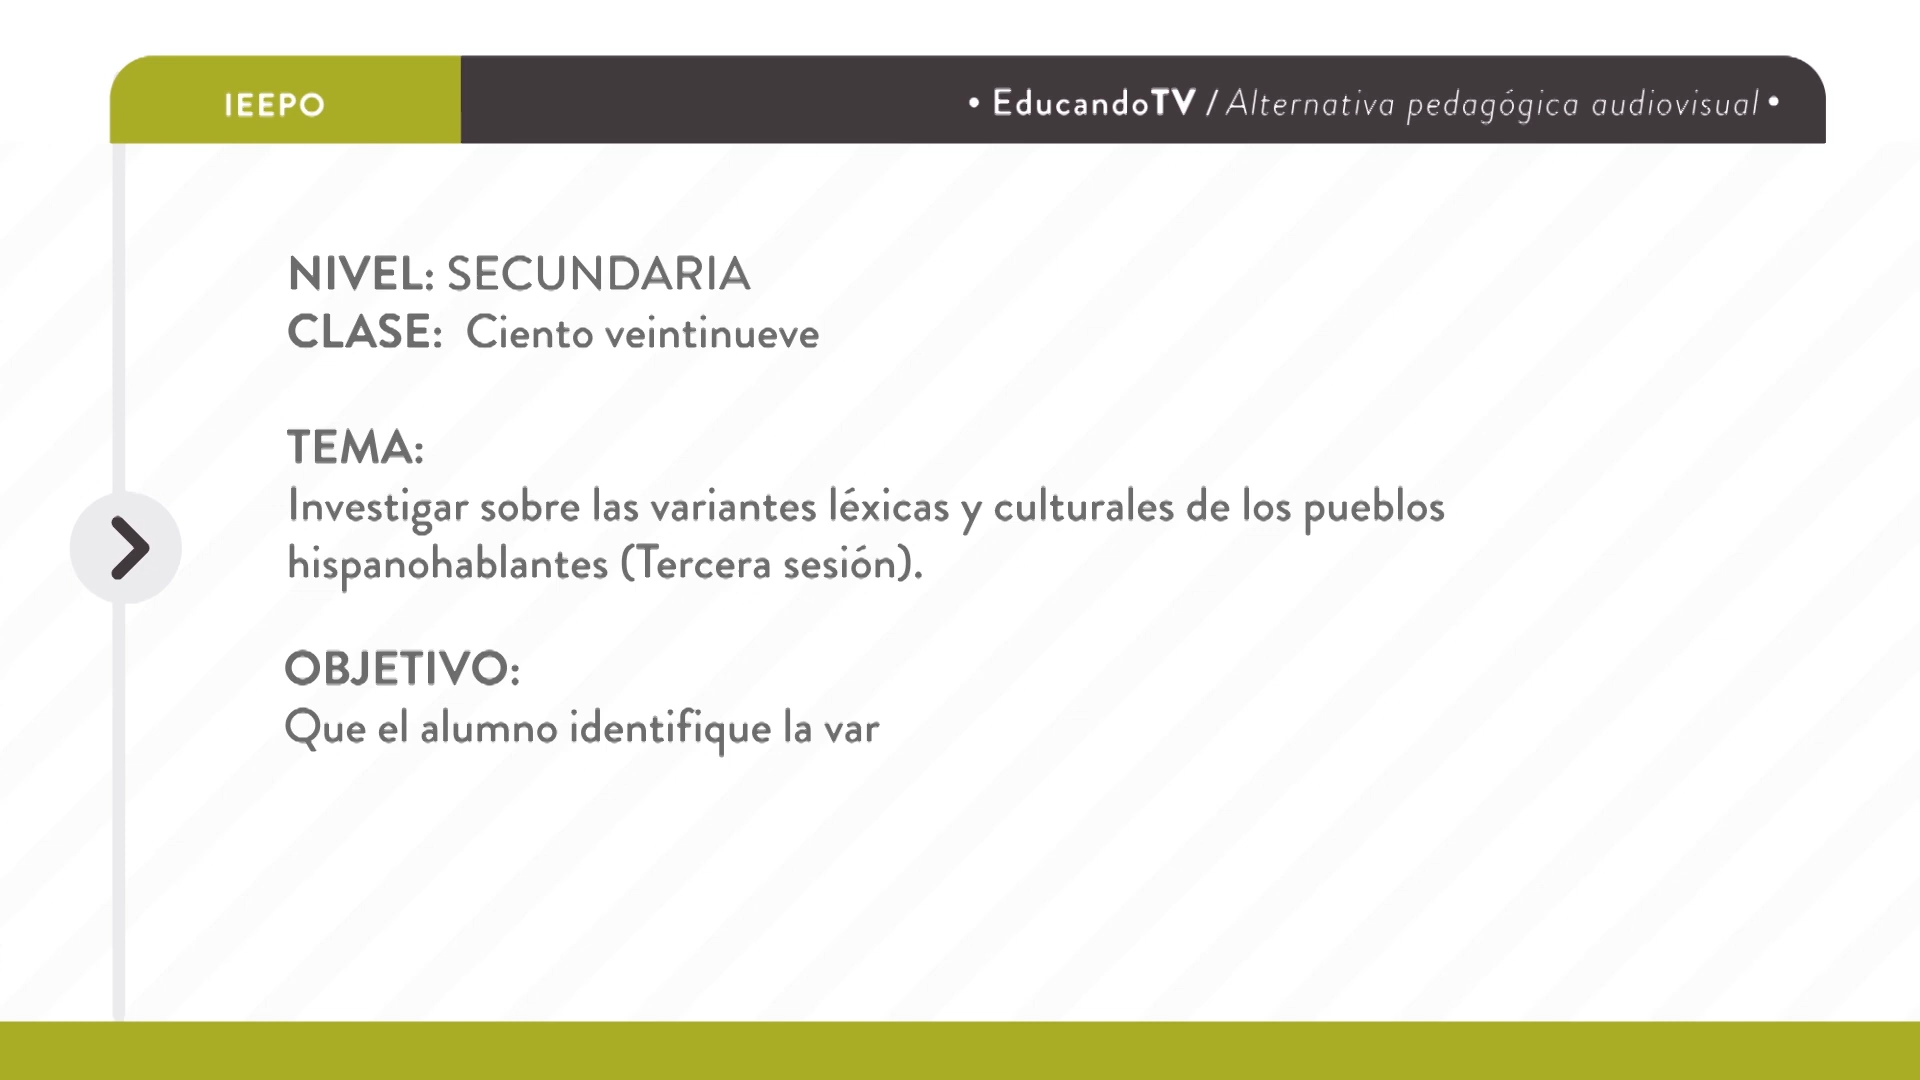 IEEPO
• EducandoTV / Alternativa pedagógica audiovisual •
NIVEL: SECUNDARIA
CLASE: Ciento veintinueve
TEMA:
Investigar sobre las variantes léxicas y culturales de los pueblos
hispanohablantes (Tercera sesión).
OBJETIVO:
Que el alumno identifique la var